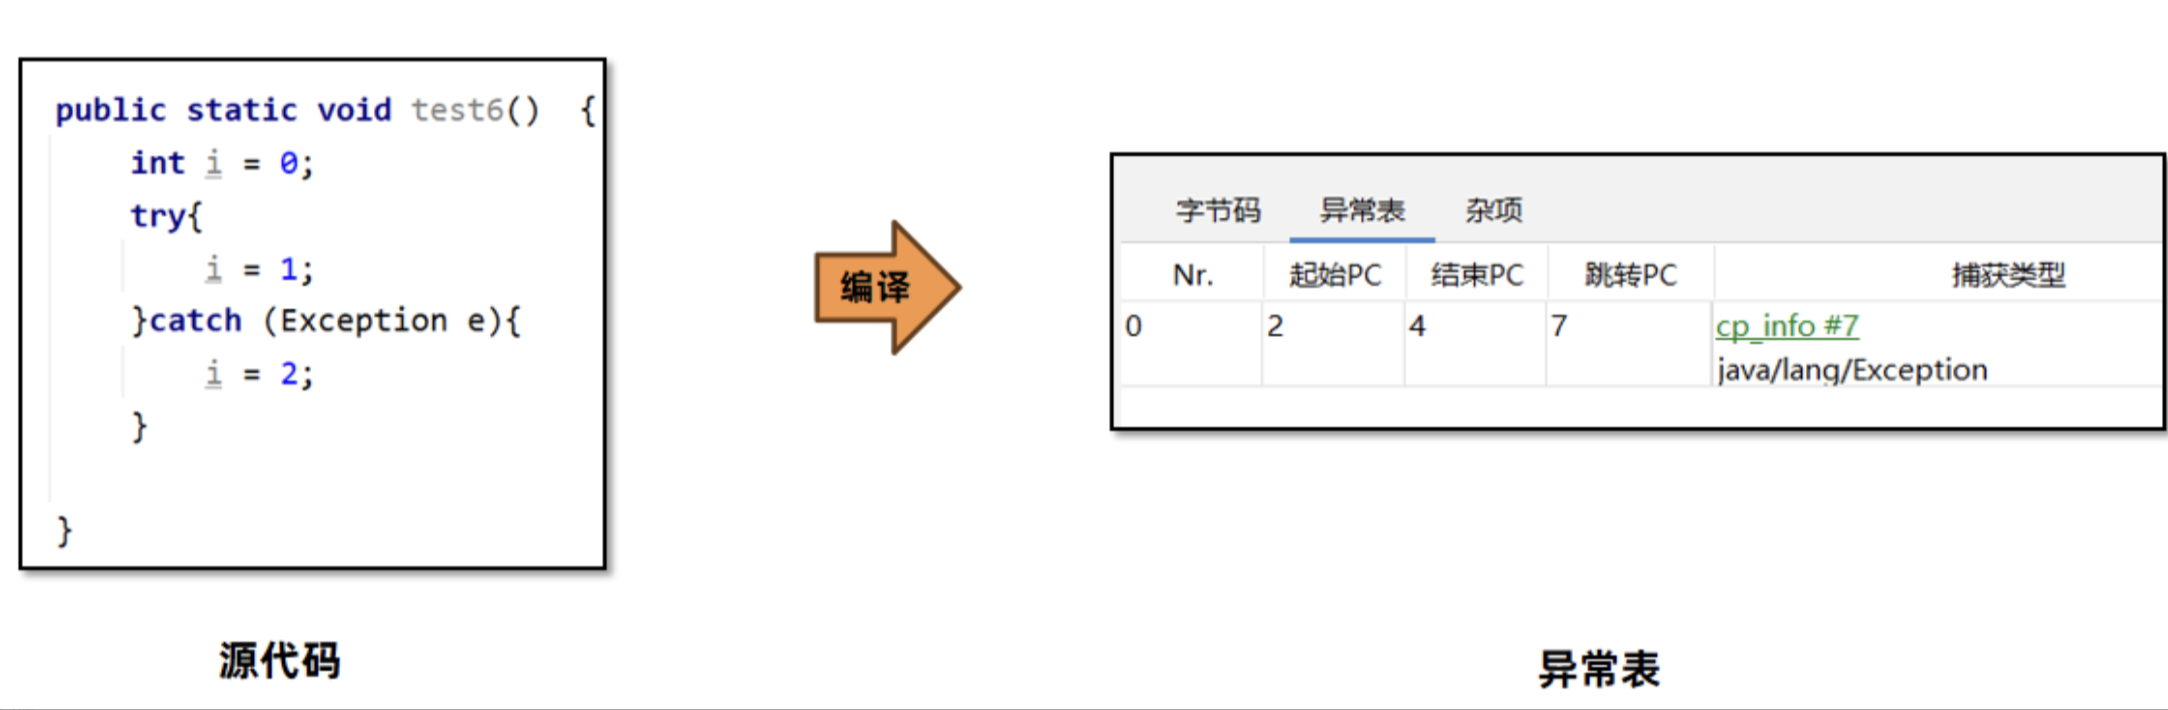 public static void test6() {
int i = 0;
try{
i = 1;
}catch (Exception e){
i = 2;
}
}
源代码
编译
字节码 异常表 杂项
Nr. 起始PC 结束PC 跳转PC 捕获类型
0 2 4 7 cp_info #7
java/lang/Exception
异常表